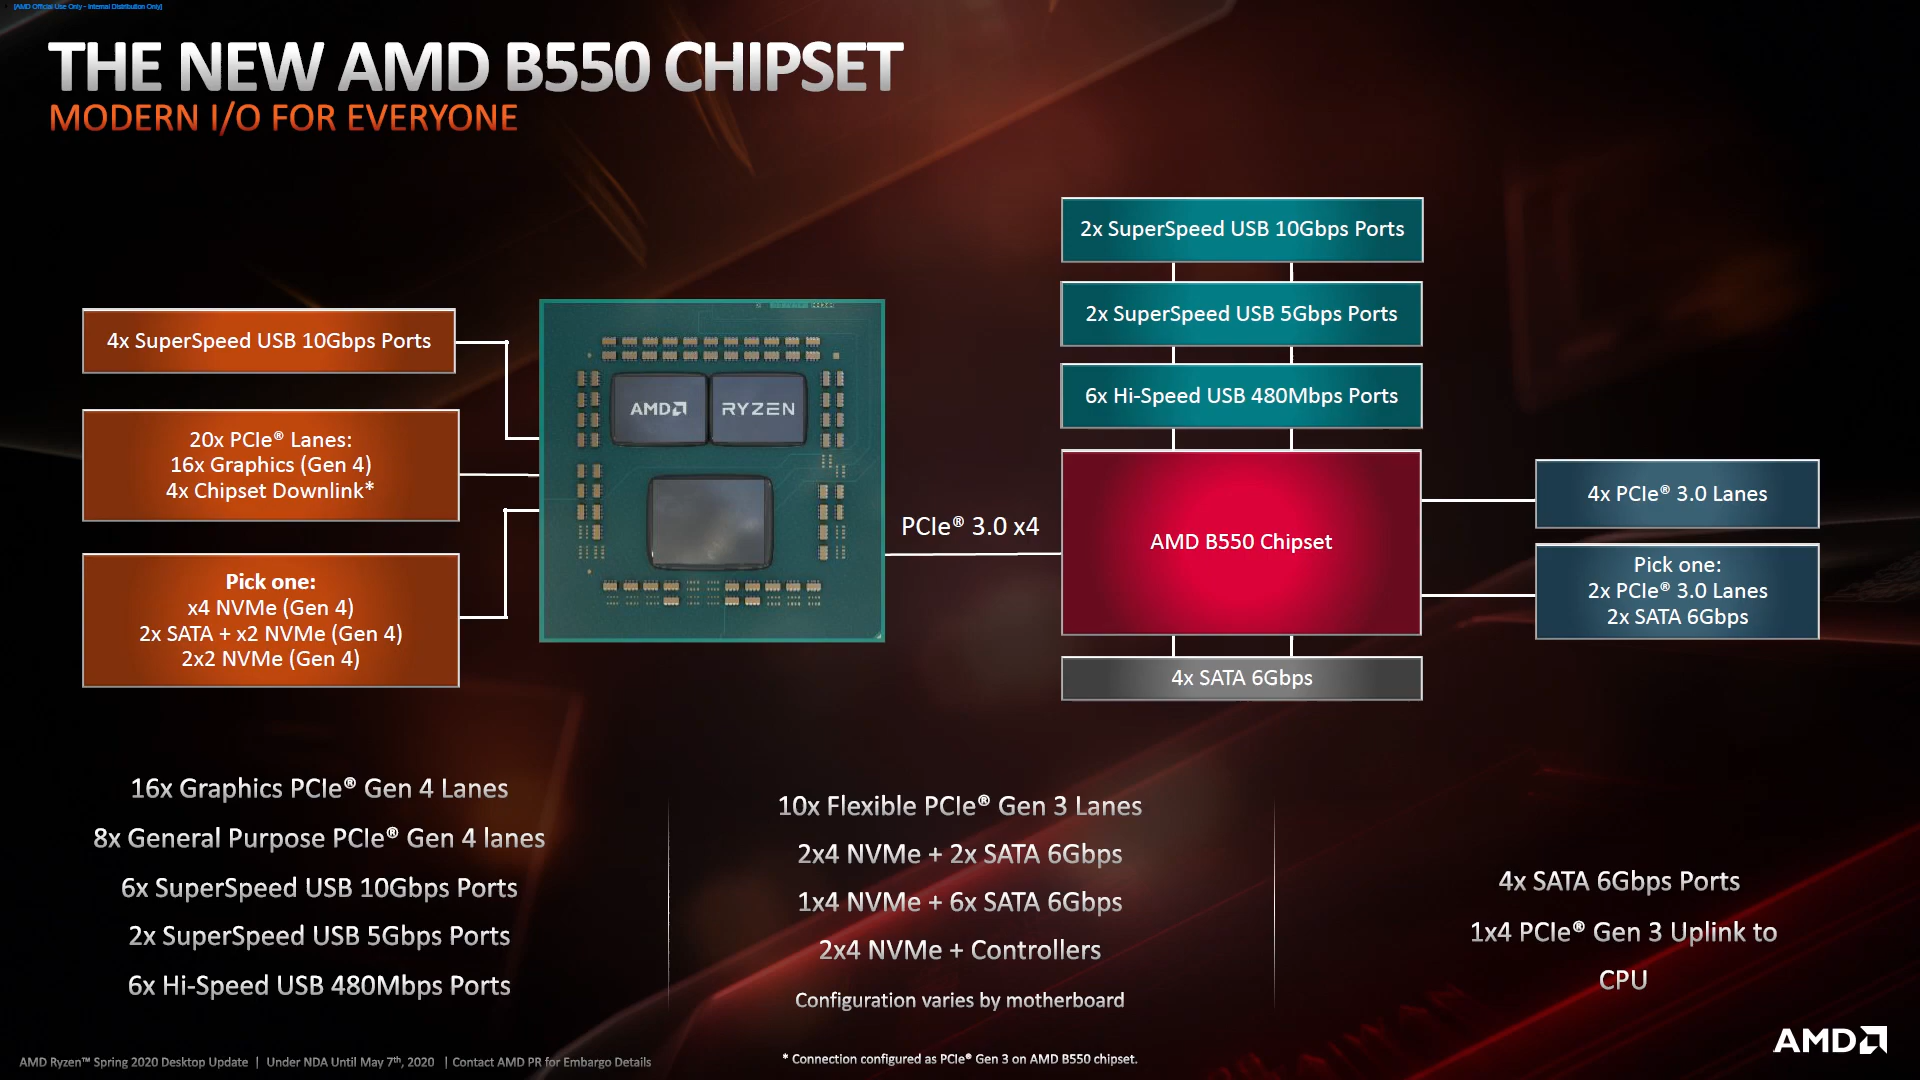 [AMD Official Use Only - Internal Distribution Only]
THE NEW AMD B550 CHIPSET
MODERN I/O FOR EVERYONE
4x SuperSpeed USB 10Gbps Ports
20x PCIe® Lanes:
16x Graphics (Gen 4)
4x Chipset Downlink*
Pick one:
x4 NVMe (Gen 4)
2x SATA + x2 NVMe (Gen 4)
2x2 NVMe (Gen 4)
AMD
RYZEN
PCIe® 3.0 x4
2x SuperSpeed USB 10Gbps Ports
2x SuperSpeed USB 5Gbps Ports
6x Hi-Speed USB 480Mbps Ports
AMD B550 Chipset
4x SATA 6Gbps
4x PCIe® 3.0 Lanes
Pick one:
2x PCIe® 3.0 Lanes
2x SATA 6Gbps
16x Graphics PCIe® Gen 4 Lanes
8x General Purpose PCIe® Gen 4 lanes
6x SuperSpeed USB 10Gbps Ports
2x SuperSpeed USB 5Gbps Ports
6x Hi-Speed USB 480Mbps Ports
10x Flexible PCIe® Gen 3 Lanes
2x4 NVMe + 2x SATA 6Gbps
1x4 NVMe + 6x SATA 6Gbps
2x4 NVMe + Controllers
Configuration varies by motherboard
4x SATA 6Gbps Ports
1x4 PCIe® Gen 3 Uplink to
CPU
AMD Ryzen™ Spring 2020 Desktop Update | Under NDA Until May 7th, 2020 | Contact AMD PR for Embargo Details
* Connection configured as PCIe® Gen 3 on AMD B550 chipset.
AMD